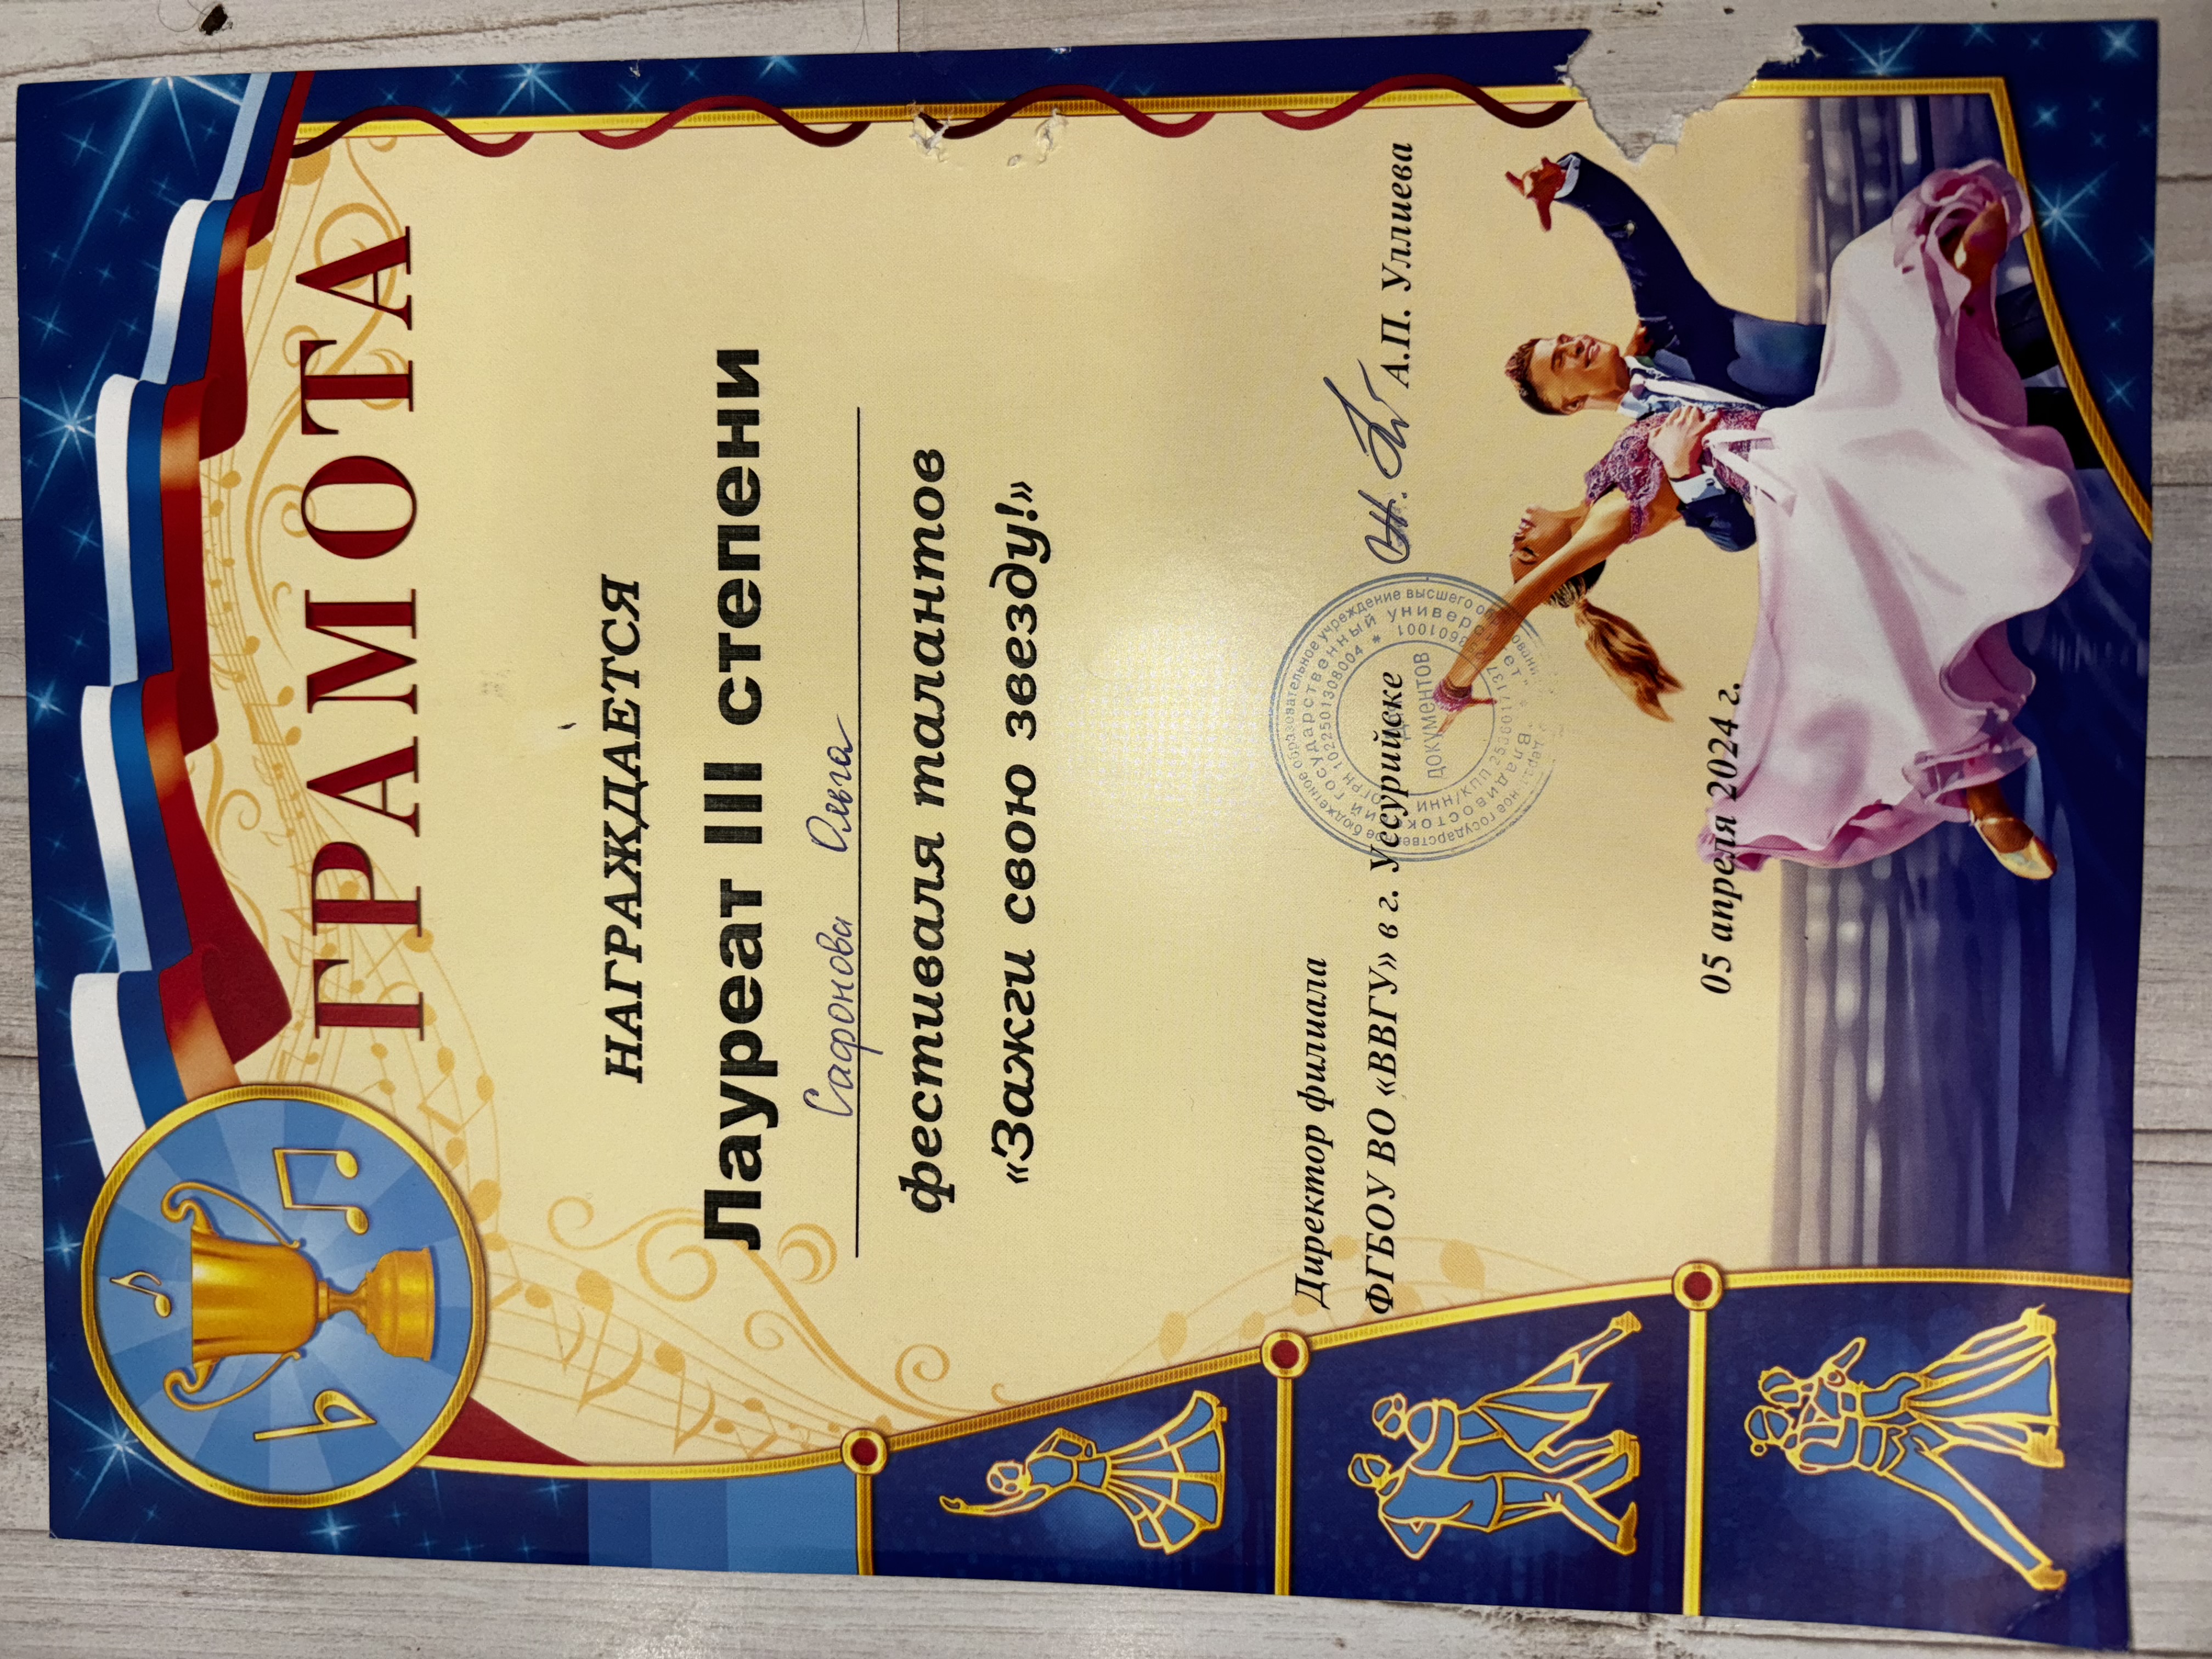 ГРАМОТА
НАГРАЖДАЕТСЯ
Лауреат III степени
Сафонова Ольга
фестиваля талантов
«Зажги свою звезду!»
Директор филиала
ФГБОУ ВО «ВВГУ» в г. Уссурийске А.П. Уллиева
ДОКУМЕНТОВ
05 апреля 2024 г.